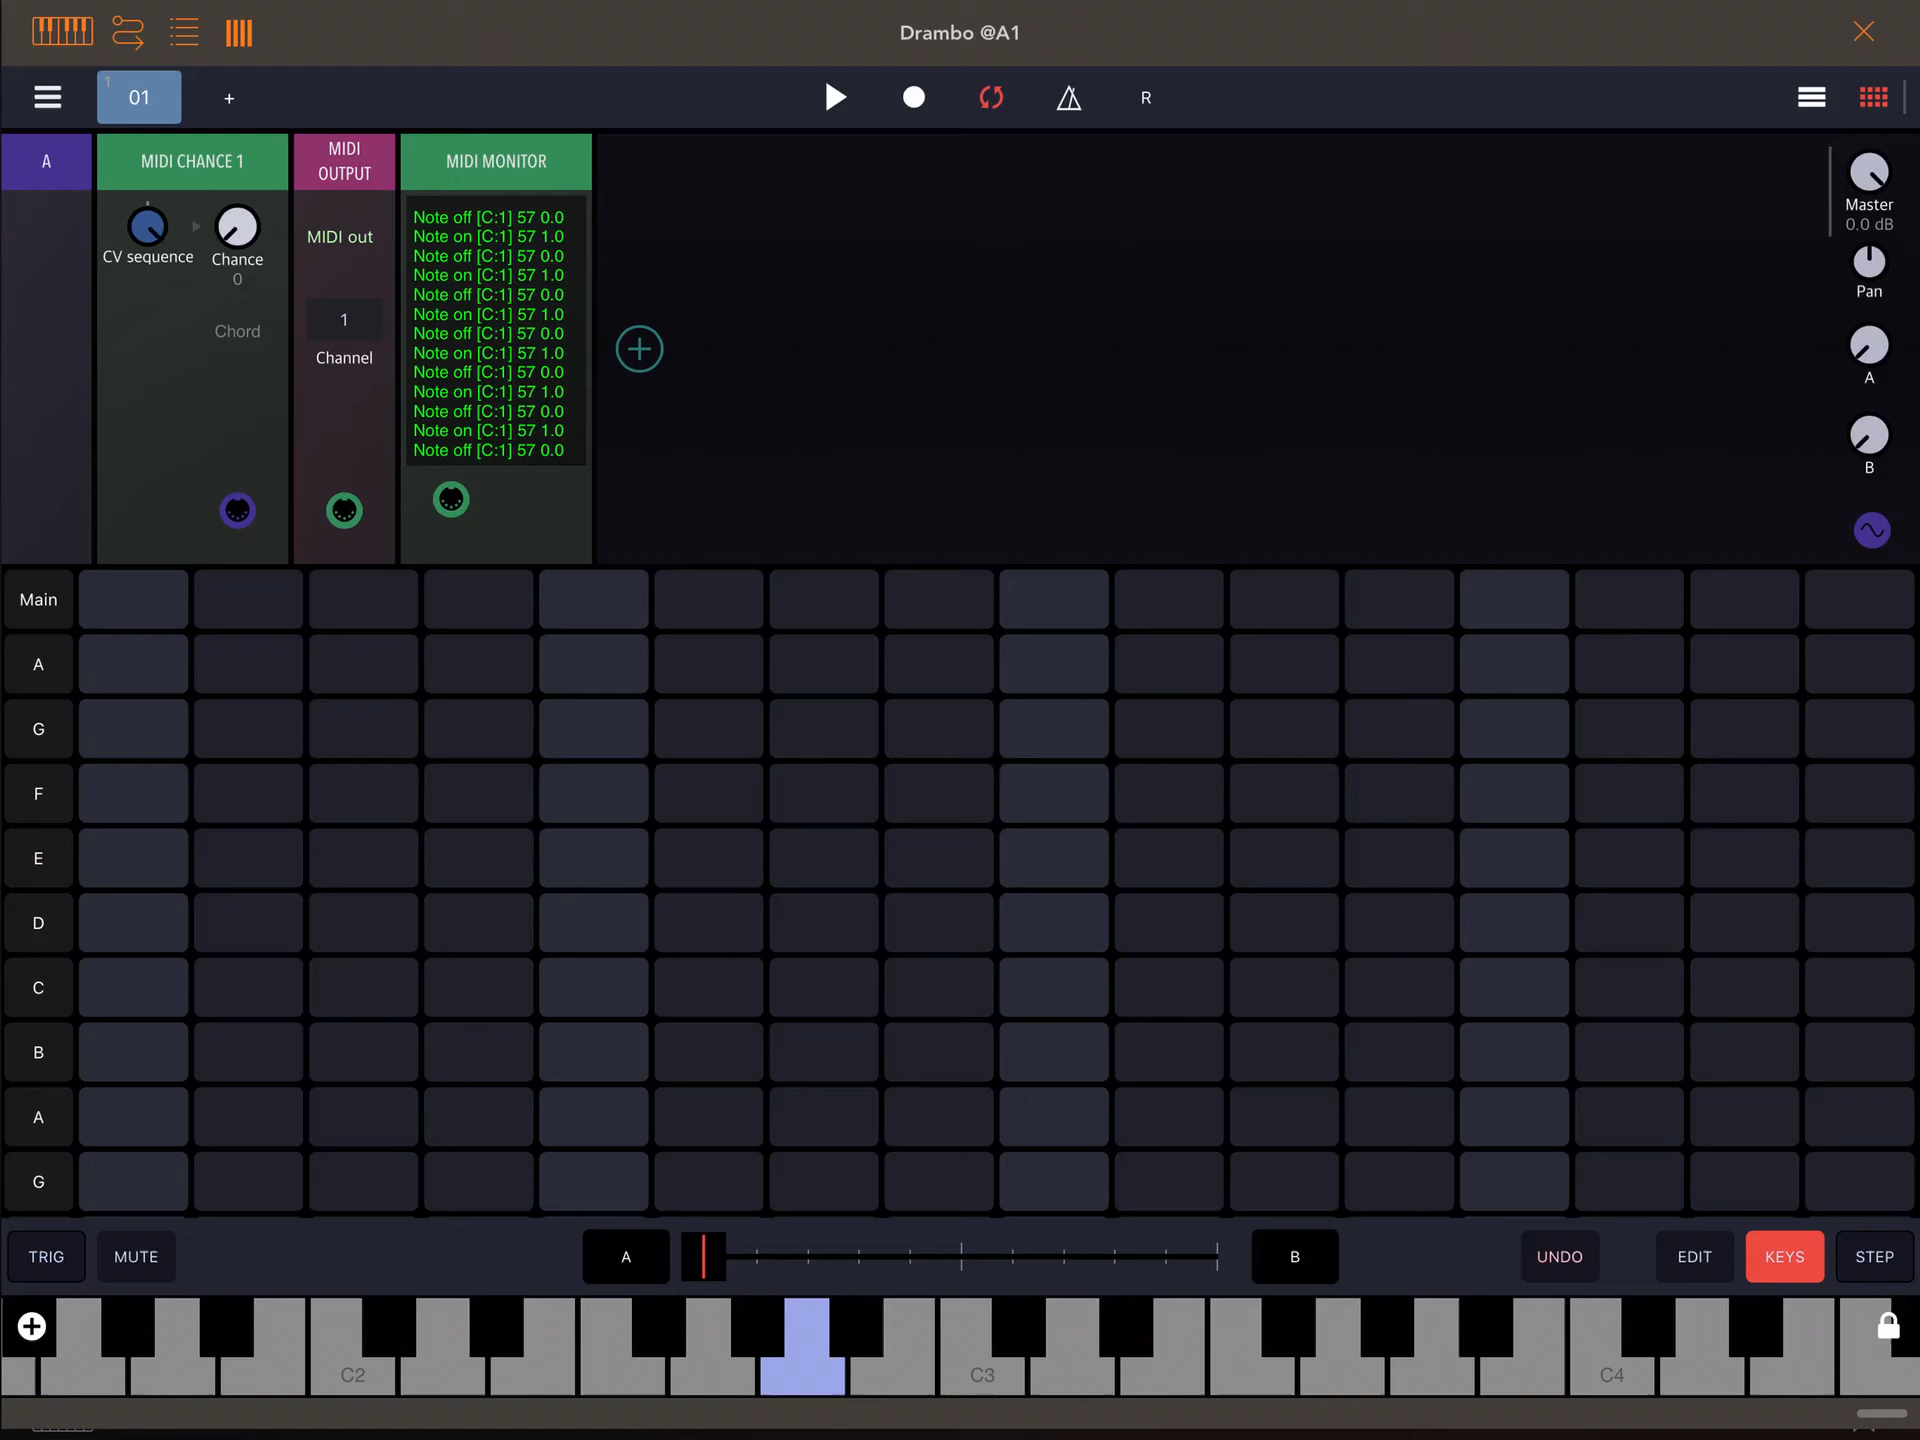 Drambo @A1
1
01
+
R
A
MIDI CHANCE 1
MIDI
OUTPUT
MIDI MONITOR
CV sequence
Chance
0
Chord
MIDI out
1
Channel
Note off [C:1] 57 0.0
Note on [C:1] 57 1.0
Note off [C:1] 57 0.0
Note on [C:1] 57 1.0
Note off [C:1] 57 0.0
Note on [C:1] 57 1.0
Note off [C:1] 57 0.0
Note on [C:1] 57 1.0
Note off [C:1] 57 0.0
Note on [C:1] 57 1.0
Note off [C:1] 57 0.0
Note on [C:1] 57 1.0
Note off [C:1] 57 0.0
Master
0.0 dB
Pan
A
B
Main
A
G
F
E
D
C
B
A
G
TRIG
MUTE
A
B
UNDO
EDIT
KEYS
STEP
C2
C3
C4